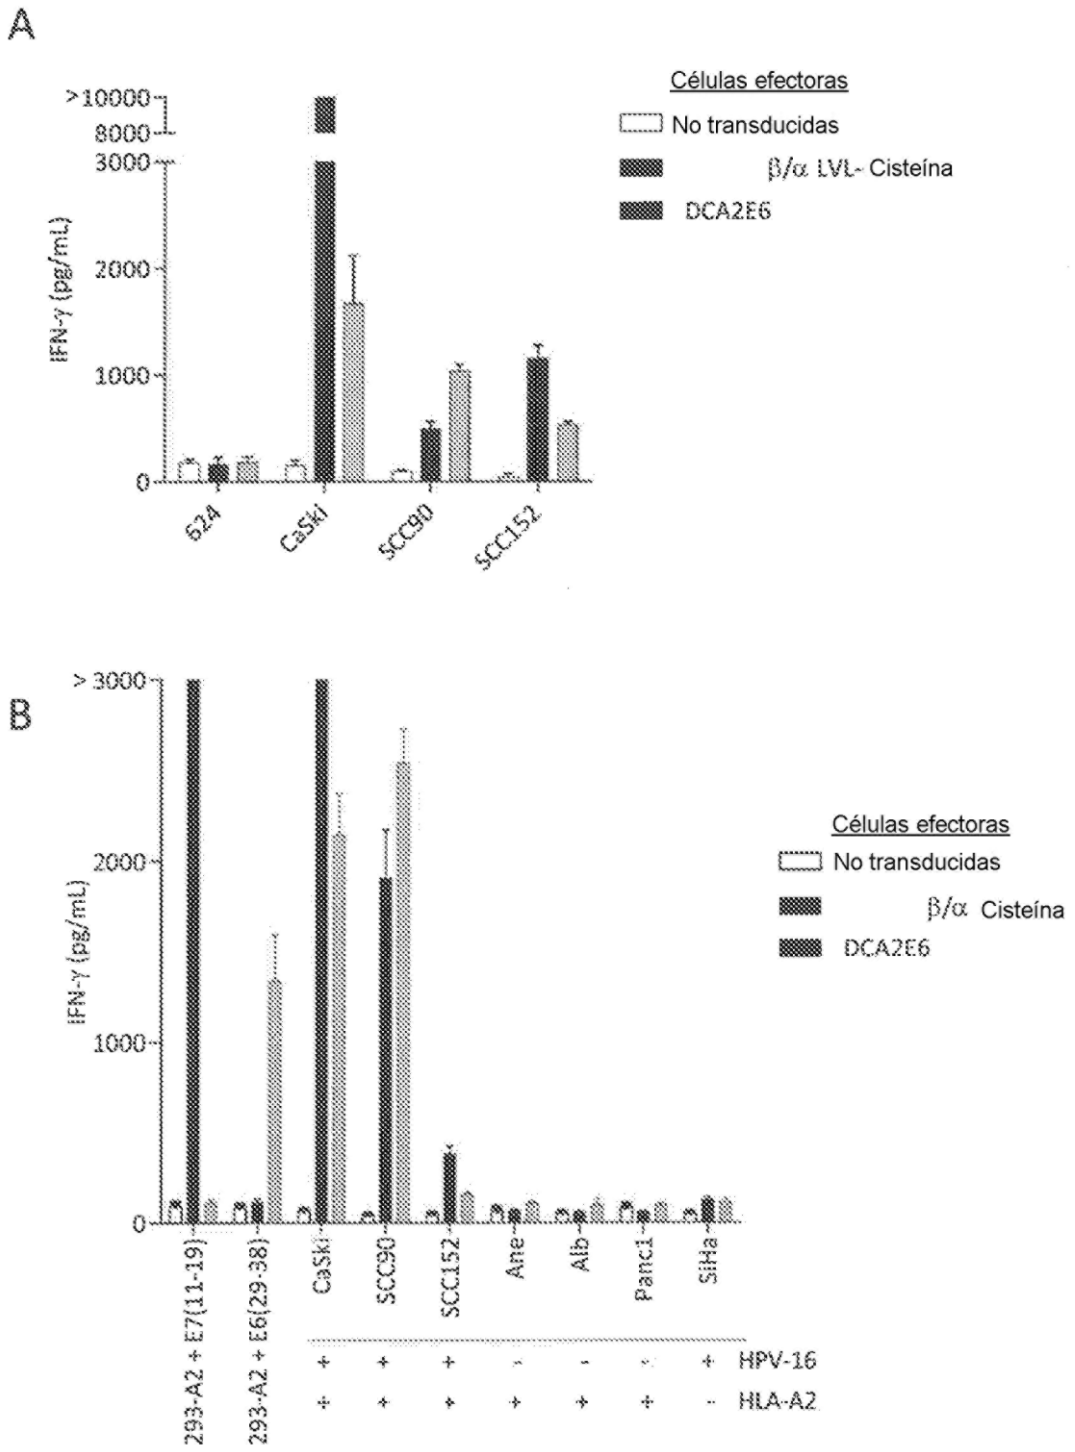 A
Células efectoras
No transducidas
β/α LVL- Cisteína
DCA2E6
>10000
8000
3000
2000
1000
0
IFN-γ (pg/mL)
624
CaSki
SCC90
SCC152
B
Células efectoras
No transducidas
β/α Cisteína
DCA2E6
> 3000
2000
1000
0
IFN-γ (pg/mL)
293-A2 + E7(11-19)
293-A2 + E6(29-38)
CaSki
SCC90
SCC152
Ane
Alb
Panc1
SiHa
+ + + - - - + HPV-16
+ + + + + + - HLA-A2